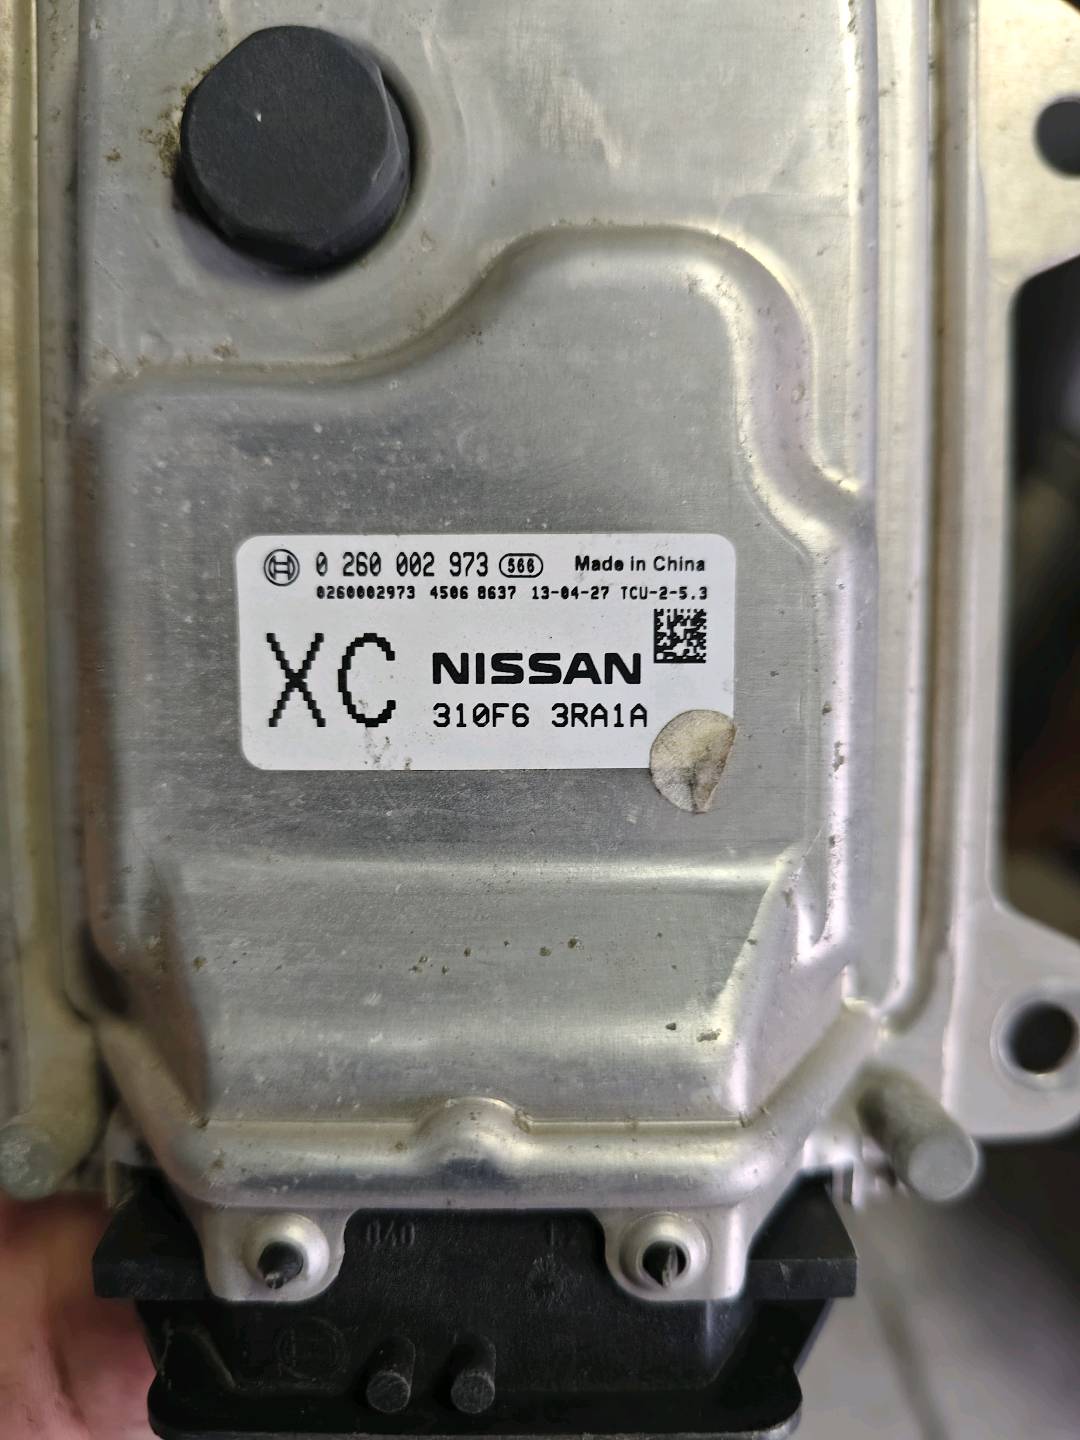 0 260 002 973 566 Made in China
0260002973 4506 8637 13-04-27 TCU-2-5.3
XC NISSAN
310F6 3RA1A